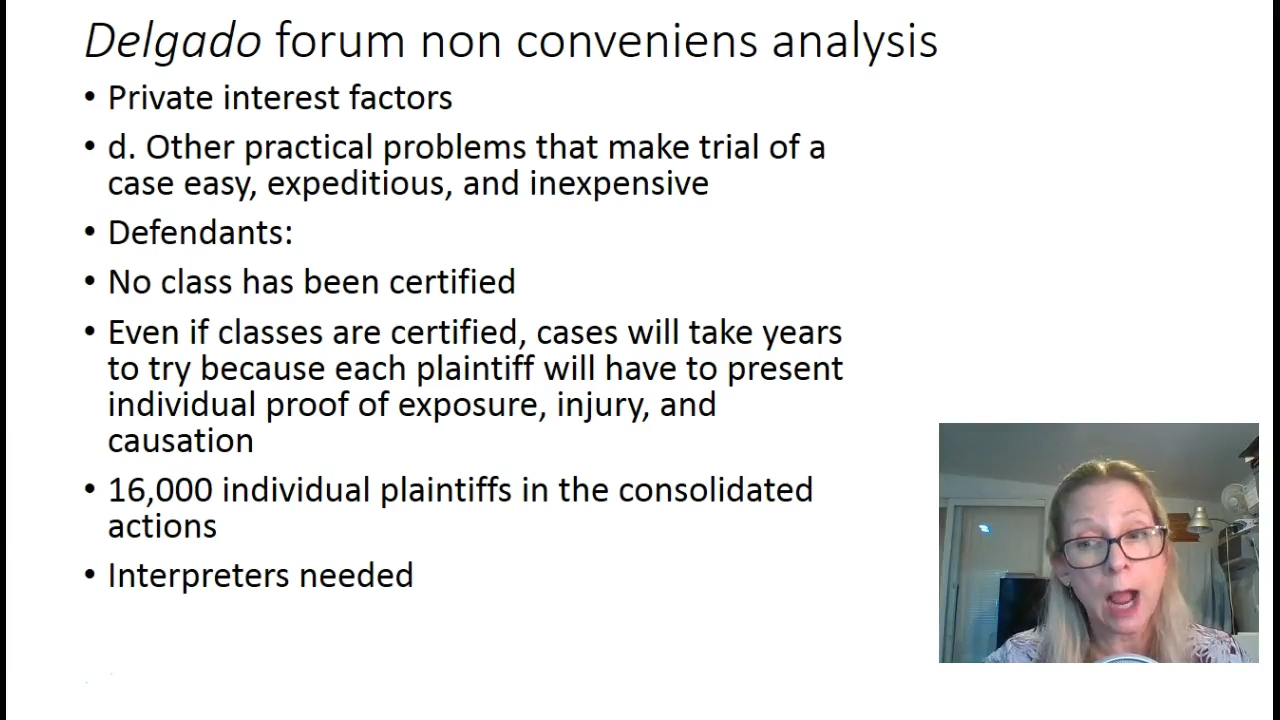 Delgado forum non conveniens analysis
• Private interest factors
• d. Other practical problems that make trial of a
case easy, expeditious, and inexpensive
• Defendants:
• No class has been certified
• Even if classes are certified, cases will take years
to try because each plaintiff will have to present
individual proof of exposure, injury, and
causation
• 16,000 individual plaintiffs in the consolidated
actions
• Interpreters needed